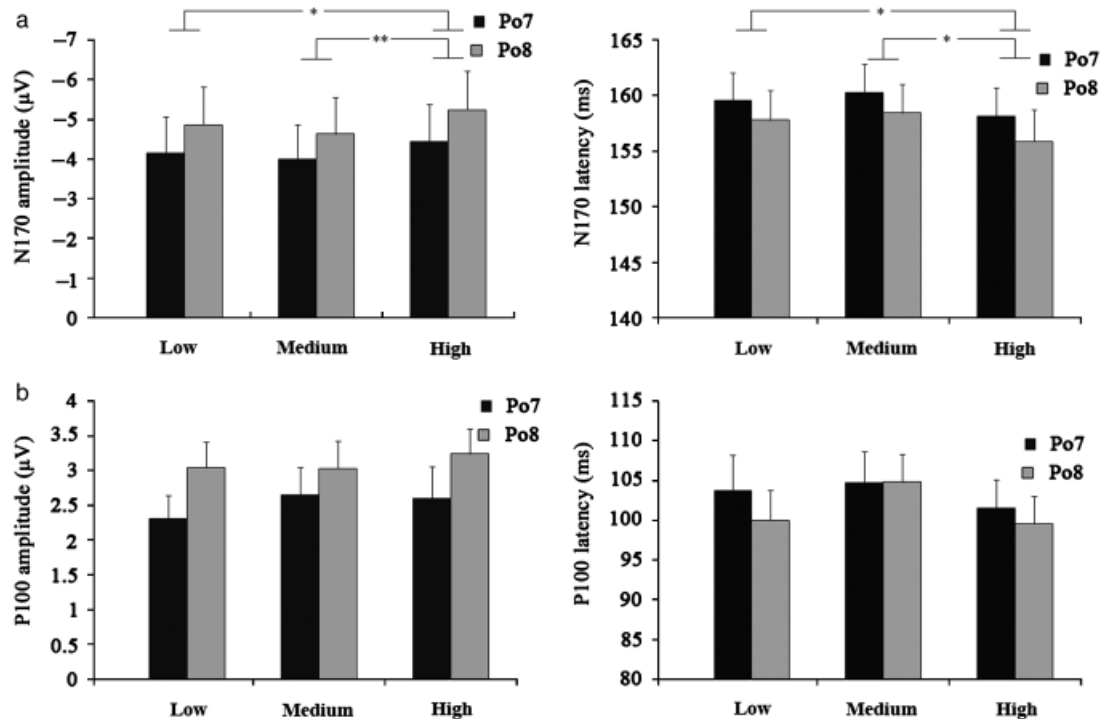 a
N170 amplitude (µV)
–7
–6
–5
–4
–3
–2
–1
0
*
**
Po7
Po8
Low Medium High
N170 latency (ms)
165
160
155
150
145
140
*
*
Po7
Po8
Low Medium High
b
P100 amplitude (µV)
4
3.5
3
2.5
2
1.5
1
0.5
0
Po7
Po8
Low Medium High
P100 latency (ms)
115
110
105
100
95
90
85
80
Po7
Po8
Low Medium High